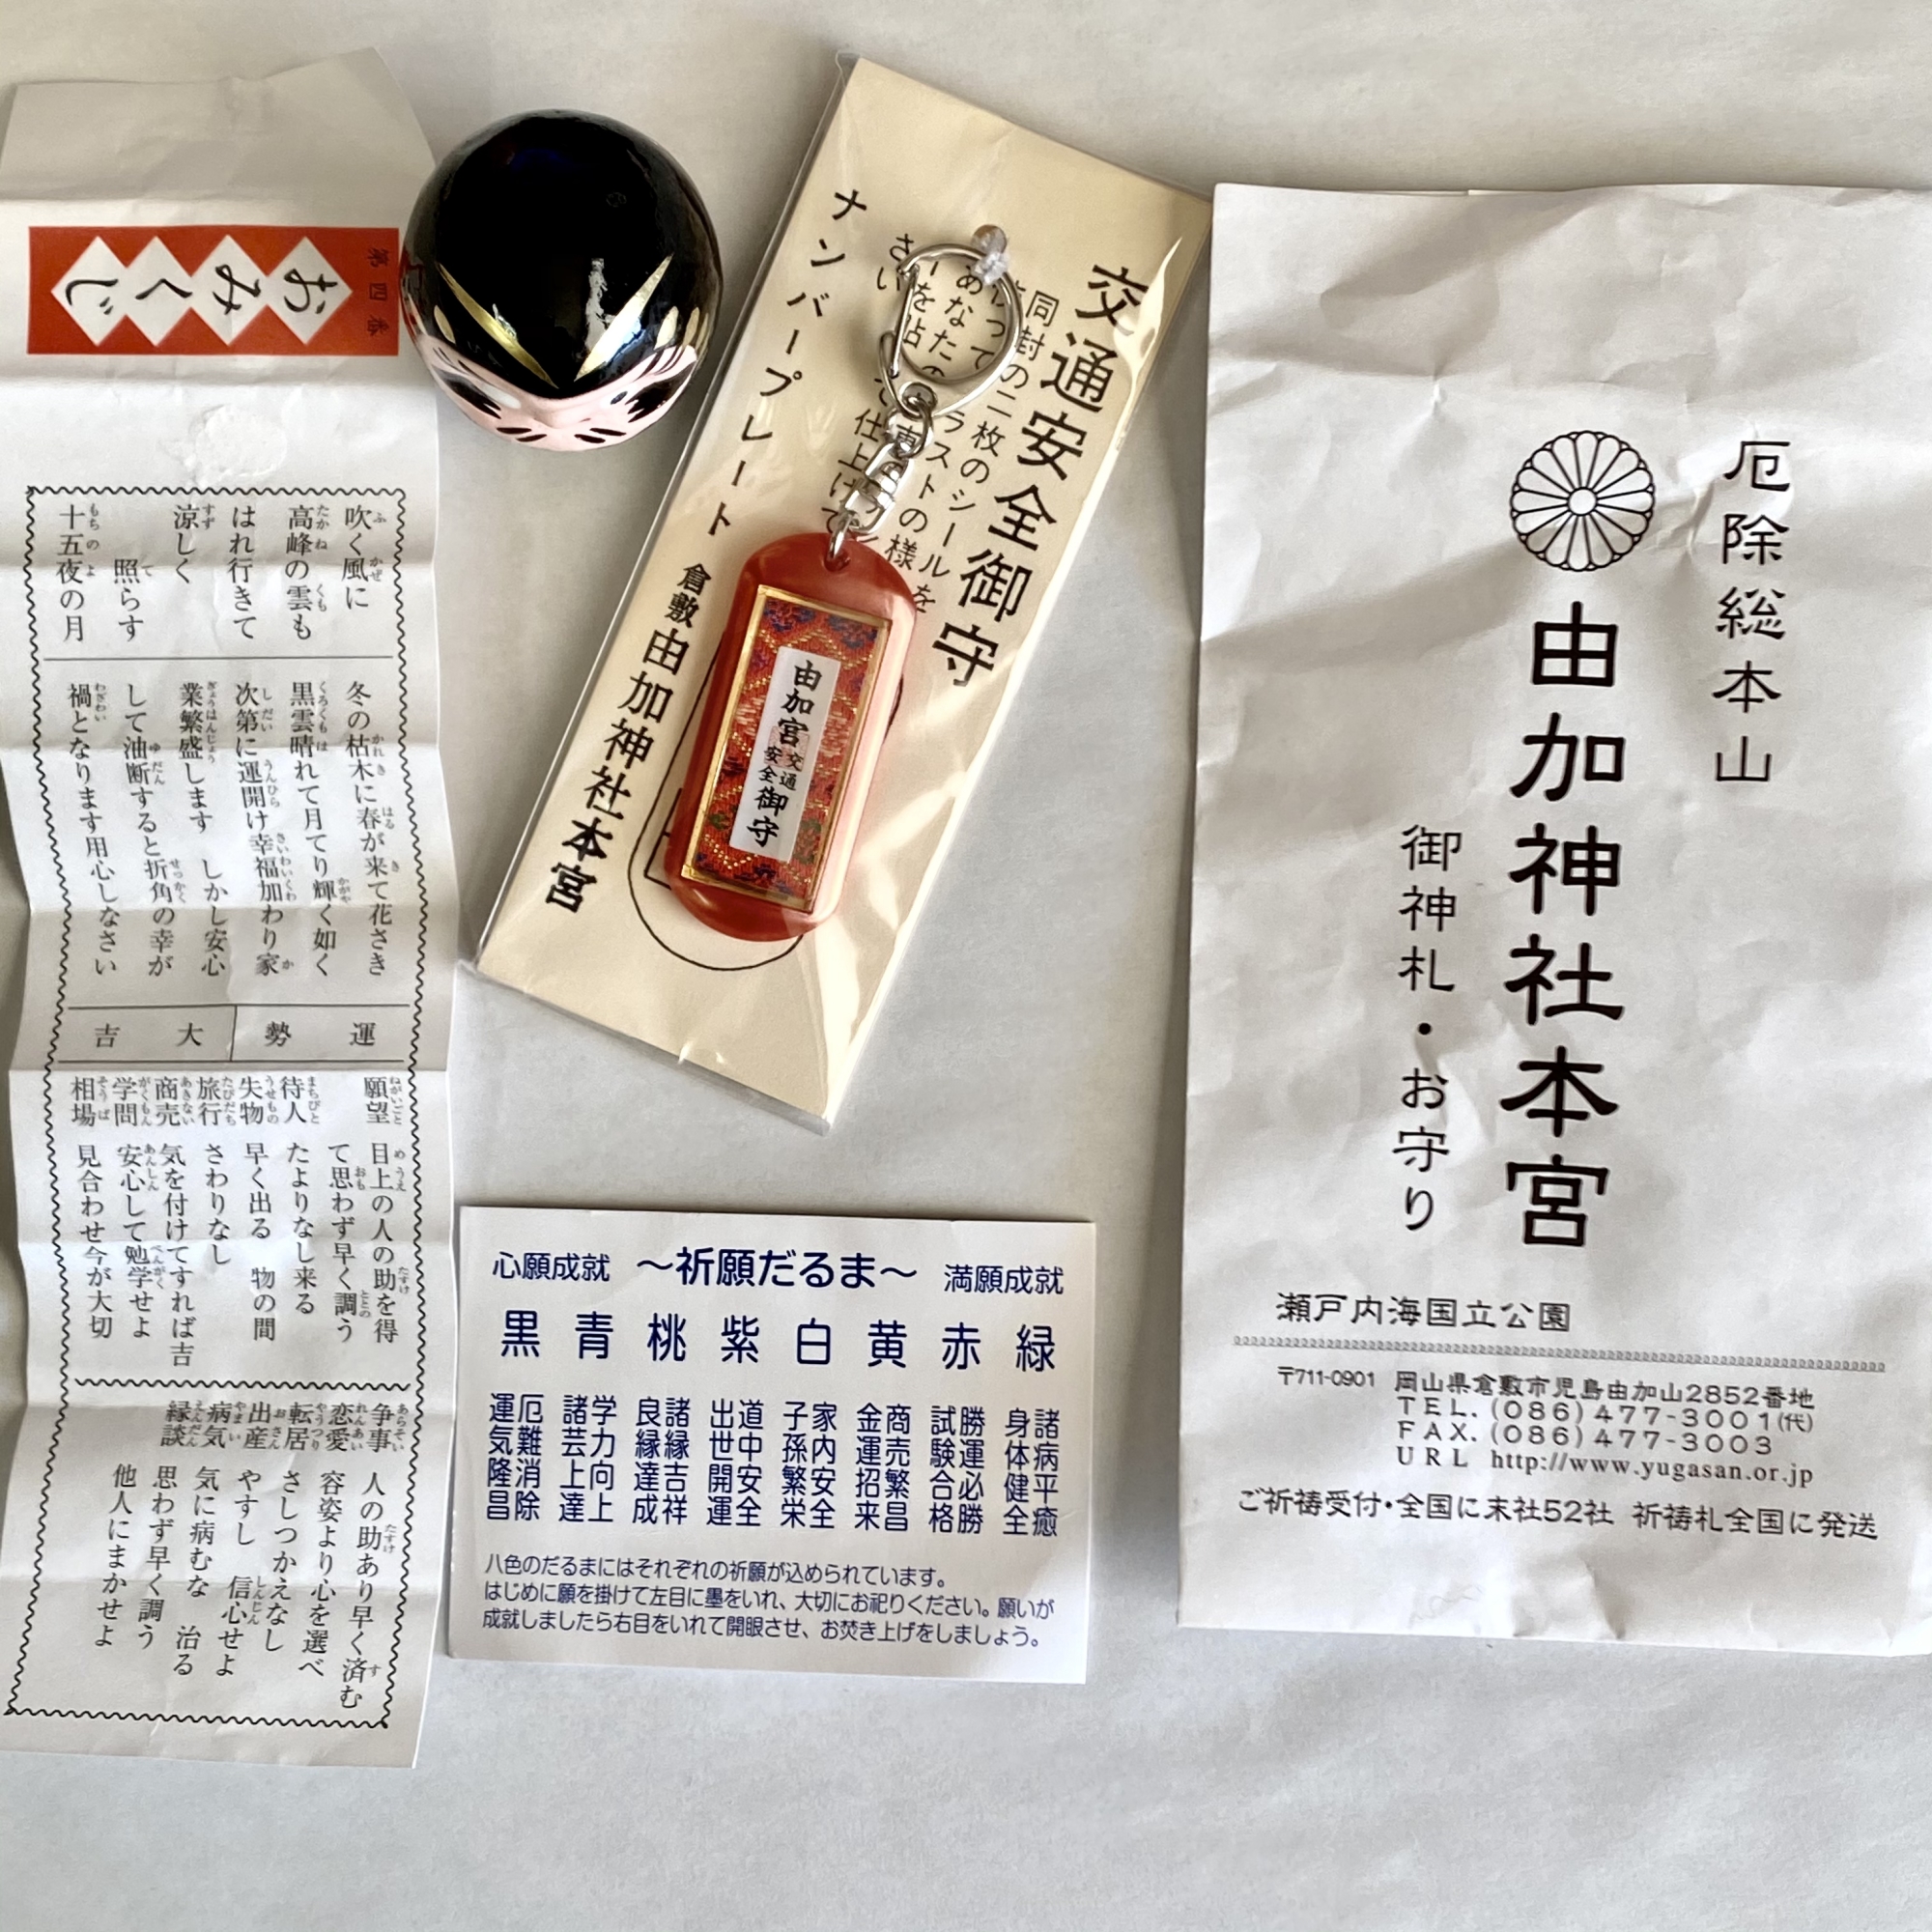 第四番
おみくじ
吹く風に
高峰の雲も
はれ行きて
涼しく
照らす
十五夜の月
冬の枯木に春が来て花さき
黒雲晴れて月てり輝く如く
次第に運開け幸福加わり家
業繁盛します しかし安心
して油断すると折角の幸が
禍となります用心しなさい
運勢 大吉
願望 目上の人の助を得
て思わず早く調う
待人 たよりなし来る
失物 早く出る 物の間
旅行 さわりなし
商売 気を付けてすれば吉
学問 安心して勉学せよ
相場 見合わせ今が大切
争事 人の助あり早く済む
恋愛 容姿より心を選べ
転居 さしつかえなし
出産 やすし 信心せよ
病気 気に病むな 治る
縁談 思わず早く調う
他人にまかせよ
交通安全御守
同封の二枚のシールを
ナンバープレート
倉敷 由加神社本宮
由加宮
交通
安全
御守
心願成就 〜祈願だるま〜 満願成就
黒 青 桃 紫 白 黄 赤 緑
厄難消除
運気隆昌
学力向上
諸芸上達
諸縁吉祥
良縁達成
道中安全
出世開運
家内安全
子孫繁栄
商売繁昌
金運招来
勝運必勝
試験合格
諸病平癒
身体健全
八色のだるまにはそれぞれの祈願が込められています。
はじめに願を掛けて左目に墨をいれ、大切にお祀りください。願いが
成就しましたら右目をいれて開眼させ、お焚き上げをしましょう。
厄除総本山
由加神社本宮
御神札・お守り
瀬戸内海国立公園
〒711-0901 岡山県倉敷市児島由加山2852番地
TEL.(086)477-3001(代)
FAX.(086)477-3003
URL http://www.yugasan.or.jp
ご祈祷受付・全国に末社52社 祈祷札全国に発送